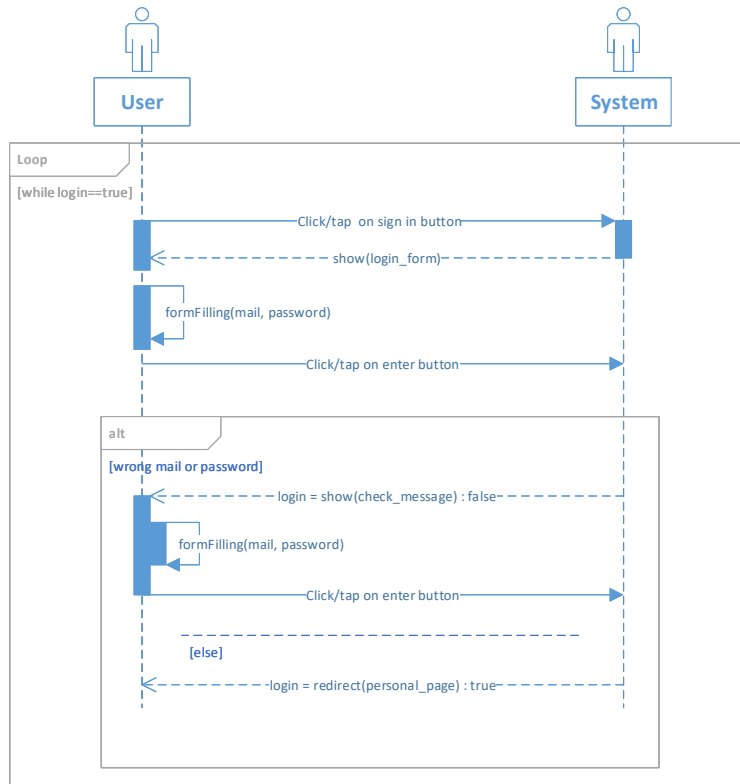 User
System
Loop
[while login==true]
Click/tap on sign in button
show(login_form)
formFilling(mail, password)
Click/tap on enter button
alt
[wrong mail or password]
login = show(check_message) : false
formFilling(mail, password)
Click/tap on enter button
[else]
login = redirect(personal_page) : true